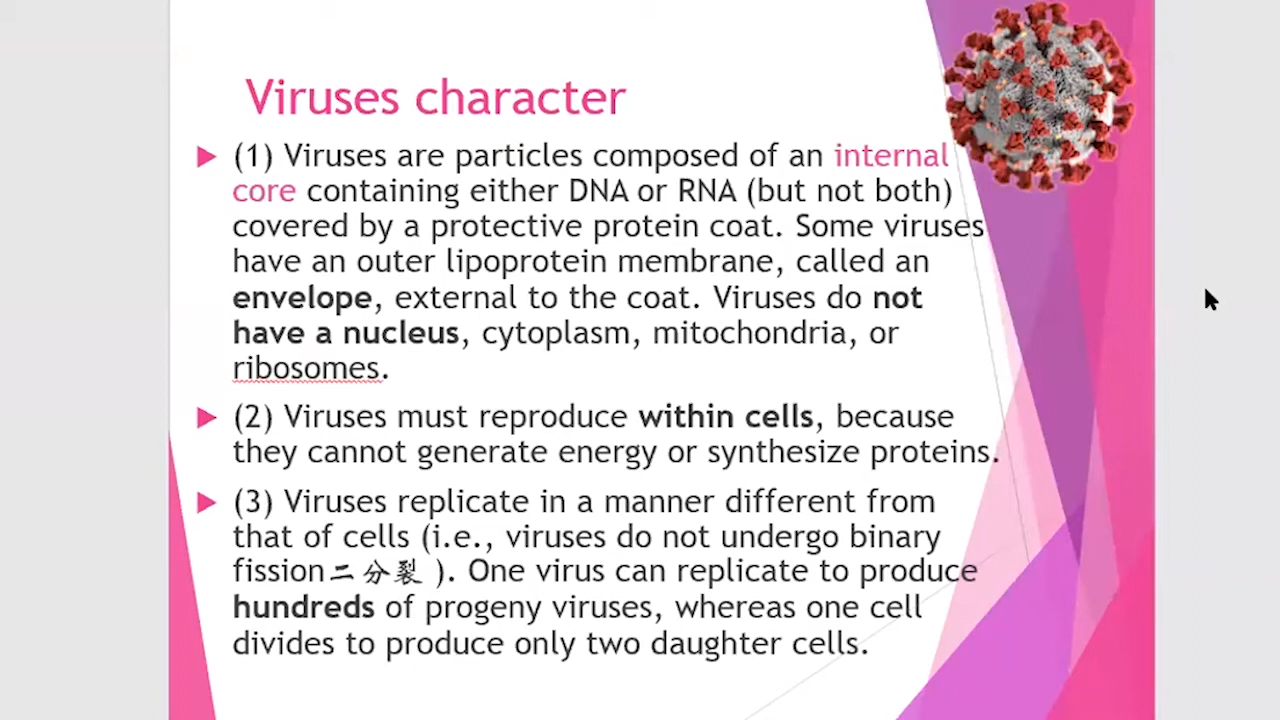 Viruses character
(1) Viruses are particles composed of an internal
core containing either DNA or RNA (but not both)
covered by a protective protein coat. Some viruses
have an outer lipoprotein membrane, called an
envelope, external to the coat. Viruses do not
have a nucleus, cytoplasm, mitochondria, or
ribosomes.
(2) Viruses must reproduce within cells, because
they cannot generate energy or synthesize proteins.
(3) Viruses replicate in a manner different from
that of cells (i.e., viruses do not undergo binary
fission二分裂 ). One virus can replicate to produce
hundreds of progeny viruses, whereas one cell
divides to produce only two daughter cells.